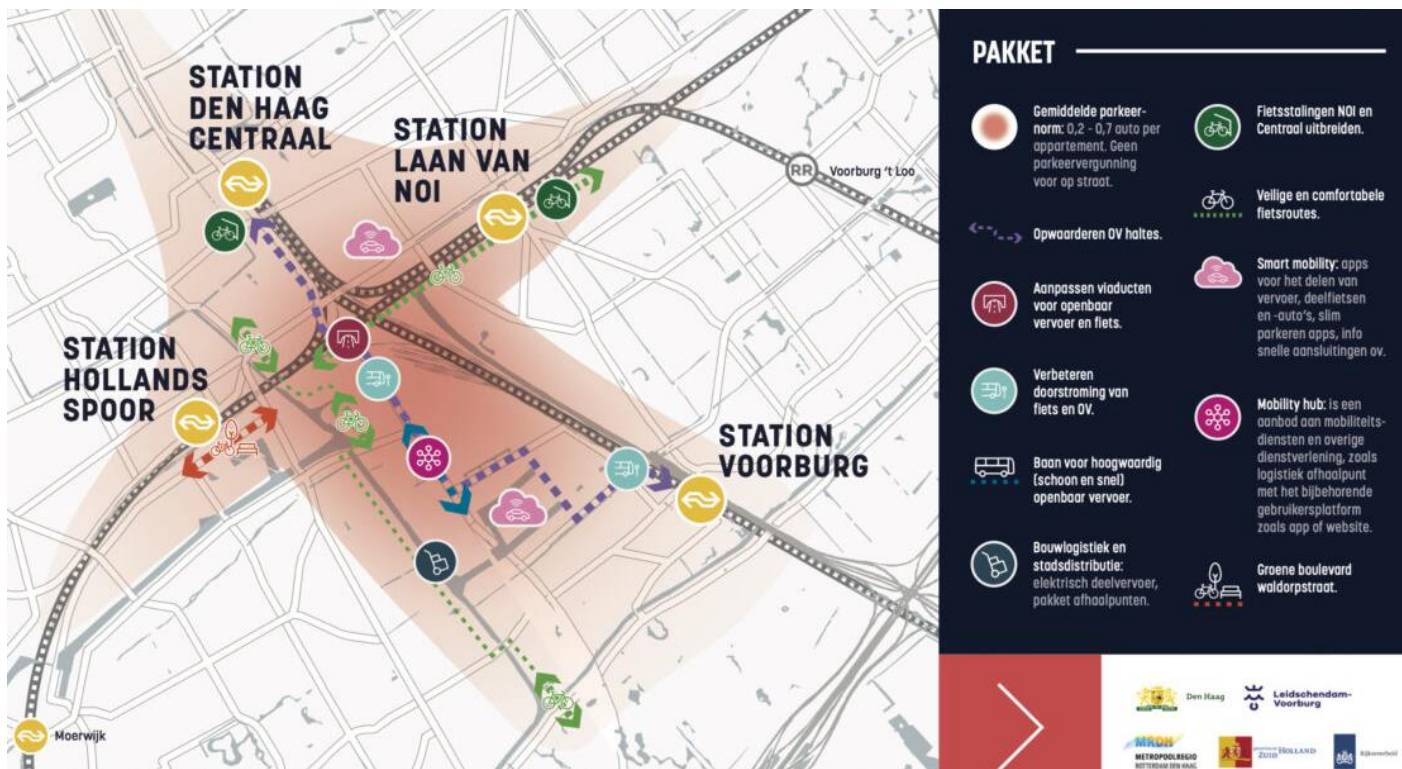 STATION
DEN HAAG
CENTRAAL
STATION
LAAN VAN
NOI
RR Voorburg 't Loo
STATION
HOLLANDS
SPOOR
STATION
VOORBURG
Moerwijk
PAKKET
Gemiddelde parkeer-
norm: 0,2 - 0,7 auto per
appartement. Geen
parkeervergunning
voor op straat.
Opwaarderen OV haltes.
Aanpassen viaducten
voor openbaar
vervoer en fiets.
Verbeteren
doorstroming van
fiets en OV.
Baan voor hoogwaardig
(schoon en snel)
openbaar vervoer.
Bouwlogistiek en
stadsdistributie:
elektrisch deelvervoer,
pakket afhaalpunten.
Fietsstalingen NOI en
Centraal uitbreiden.
Veilige en comfortabele
fietsroutes.
Smart mobility: apps
voor het delen van
vervoer, deelfietsen
en -auto's, slim
parkeren apps, info
snelle aansluitingen ov.
Mobility hub: is een
aanbod aan mobiliteits-
diensten en overige
dienstverlening, zoals
logistiek afhaalpunt
met het bijbehorende
gebruikersplatform
zoals app of website.
Groene boulevard
waldorpstraat.
Den Haag
Leidschendam-
Voorburg
MRDH
METROPOOLREGIO
ROTTERDAM DEN HAAG
ZUID HOLLAND
Rijksoverheid